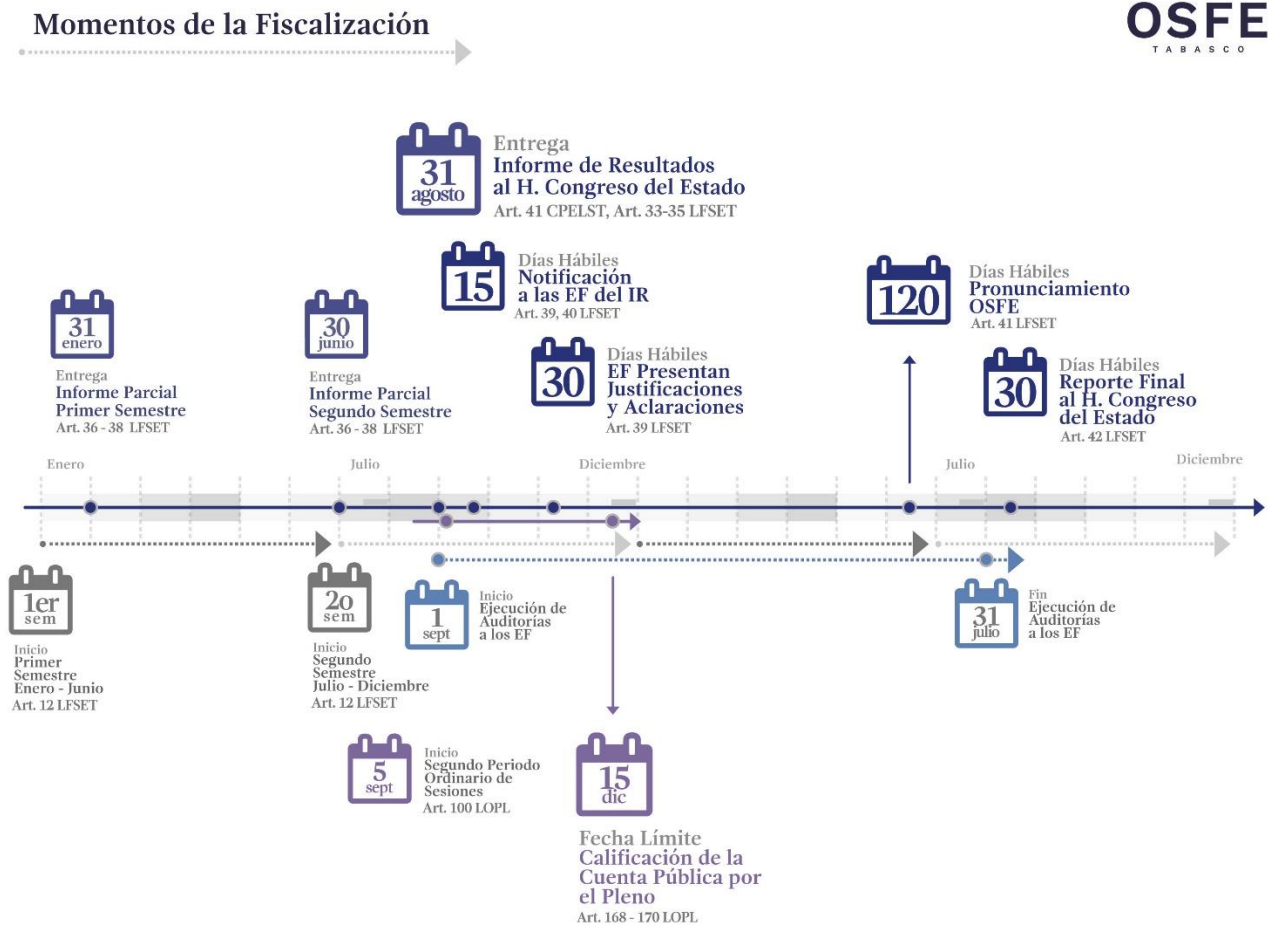 Momentos de la Fiscalización
OSFE
TABASCO
31
agosto
Entrega
Informe de Resultados
al H. Congreso del Estado
Art. 41 CPELST, Art. 33-35 LFSET
15
Días Hábiles
Notificación
a las EF del IR
Art. 39, 40 LFSET
120
Días Hábiles
Pronunciamiento
OSFE
Art. 41 LFSET
31
enero
Entrega
Informe Parcial
Primer Semestre
Art. 36 - 38 LFSET
30
junio
Entrega
Informe Parcial
Segundo Semestre
Art. 36 - 38 LFSET
30
Días Hábiles
EF Presentan
Justificaciones
y Aclaraciones
Art. 39 LFSET
30
Días Hábiles
Reporte Final
al H. Congreso
del Estado
Art. 42 LFSET
Enero
Julio
Diciembre
Julio
Diciembre
1er
sem
Inicio
Primer
Semestre
Enero - Junio
Art. 12 LFSET
2o
sem
Inicio
Segundo
Semestre
Julio - Diciembre
Art. 12 LFSET
1
sept
Inicio
Ejecución de
Auditorías
a los EF
31
julio
Fin
Ejecución de
Auditorías
a los EF
5
sept
Inicio
Segundo Periodo
Ordinario de
Sesiones
Art. 100 LOPL
15
dic
Fecha Límite
Calificación de la
Cuenta Pública por
el Pleno
Art. 168 - 170 LOPL